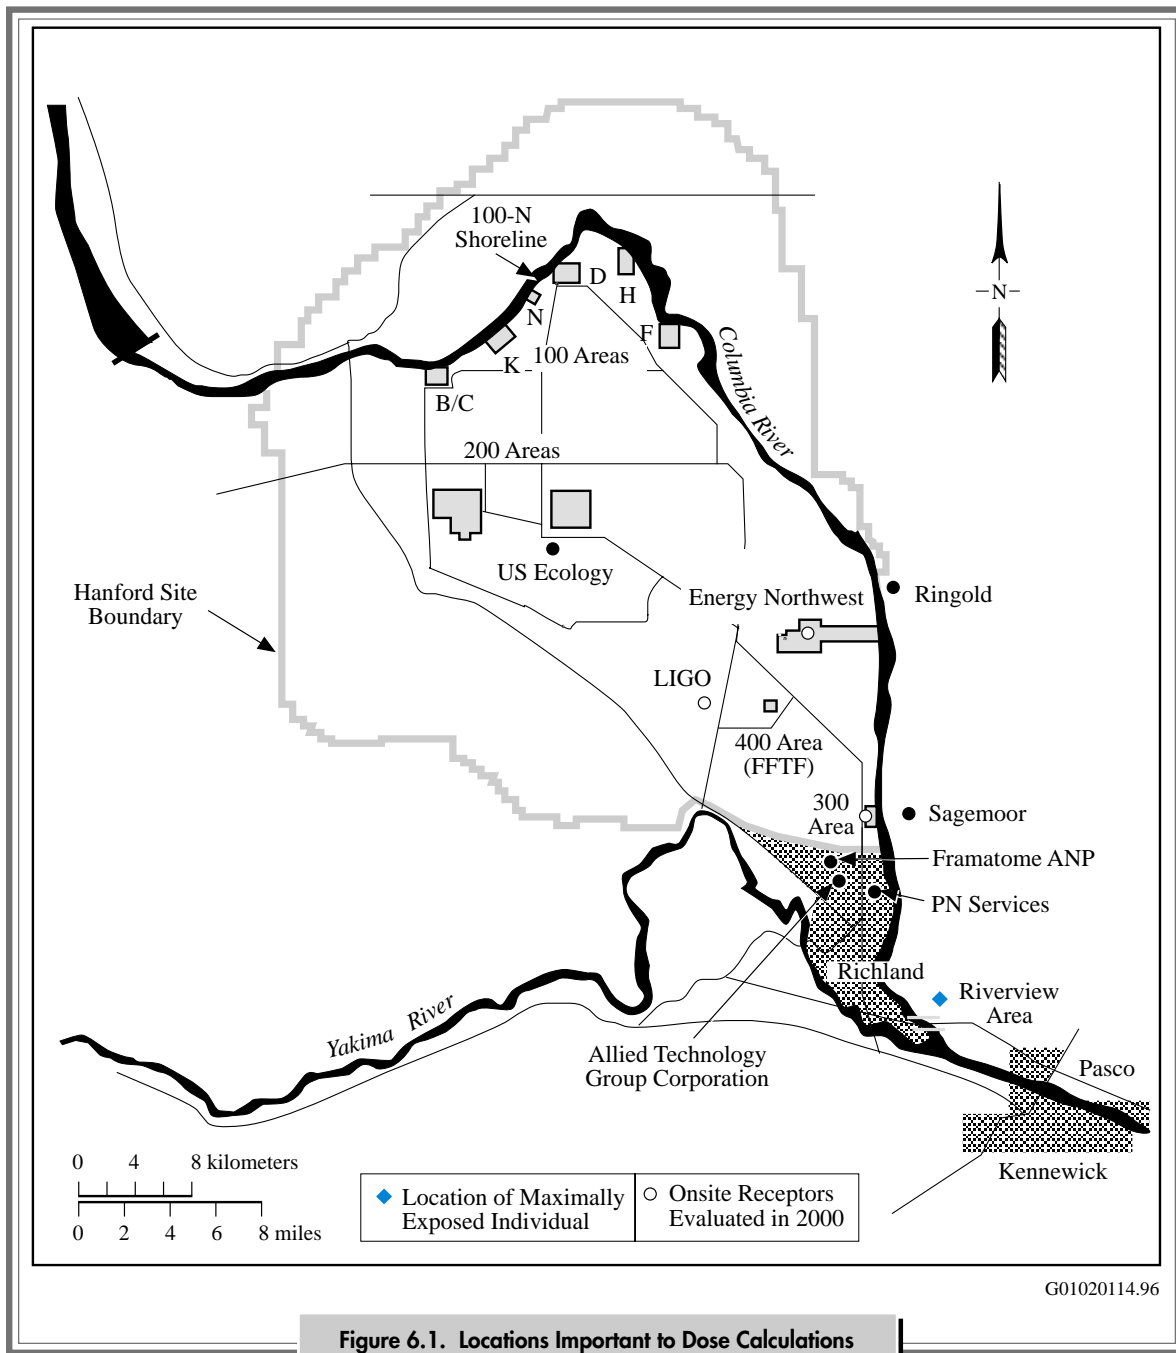 100-N
Shoreline
D
H
N
F
K
100 Areas
B/C
Columbia River
N
200 Areas
US Ecology
Hanford Site
Boundary
Energy Northwest
Ringold
LIGO
400 Area
(FFTF)
300
Area
Sagemoor
Framatome ANP
PN Services
Richland
Riverview
Area
Yakima River
Allied Technology
Group Corporation
Pasco
Kennewick
0 4 8 kilometers
0 2 4 6 8 miles
Location of Maximally
Exposed Individual
Onsite Receptors
Evaluated in 2000
G01020114.96
Figure 6.1. Locations Important to Dose Calculations